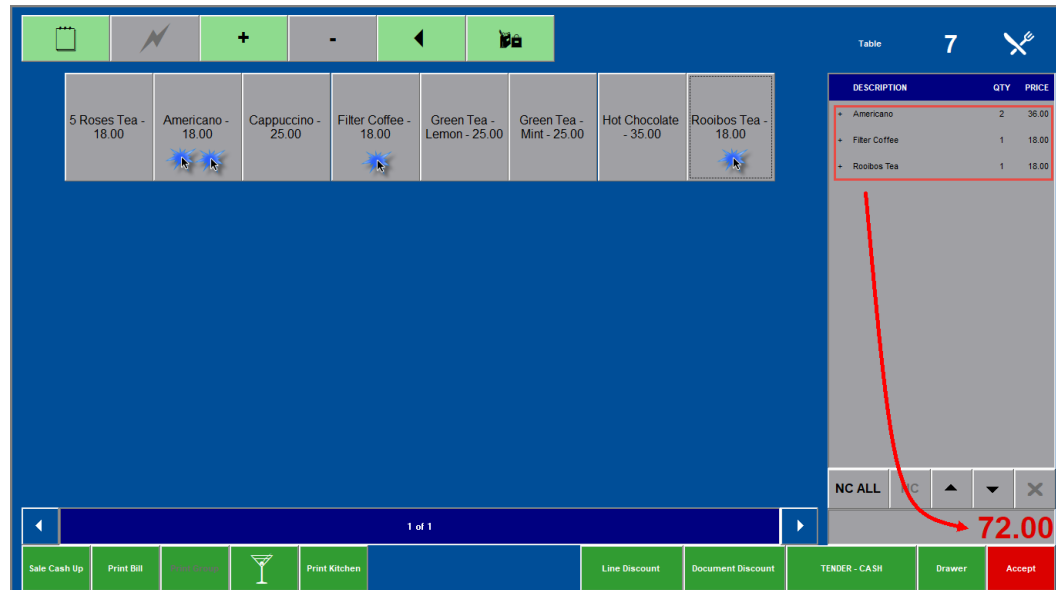 + -
Table 7
5 Roses Tea -
18.00
Americano -
18.00
Cappuccino -
25.00
Filter Coffee -
18.00
Green Tea -
Lemon - 25.00
Green Tea -
Mint - 25.00
Hot Chocolate
- 35.00
Rooibos Tea -
18.00
DESCRIPTION QTY PRICE
+ Americano 2 36.00
+ Filter Coffee 1 18.00
+ Rooibos Tea 1 18.00
NC ALL NC
72.00
1 of 1
Sale Cash Up Print Bill Print Kitchen Line Discount Document Discount TENDER - CASH Drawer Accept